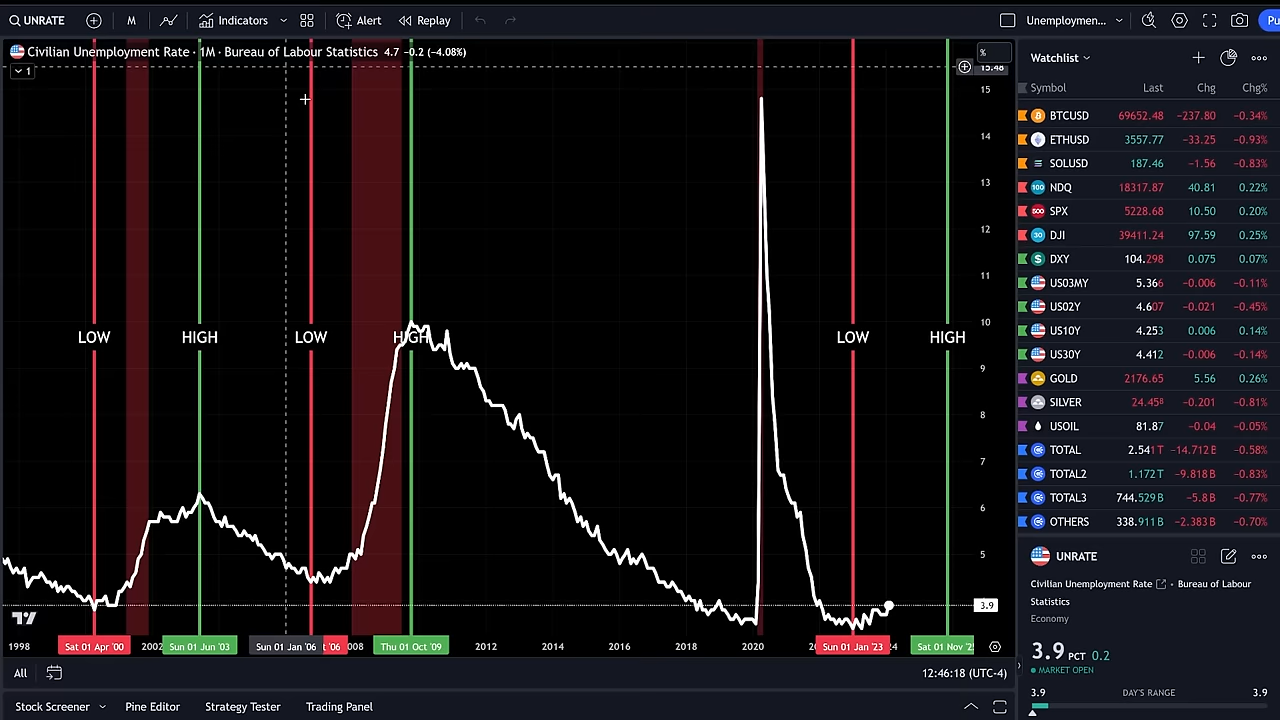 UNRATE M Indicators Alert Replay Unemploymen... Pu
Civilian Unemployment Rate · 1M · Bureau of Labour Statistics 4.7 −0.2 (−4.08%)
1
%
15.48
15
14
13
12
11
10
9
8
7
6
5
3.9
LOW HIGH LOW HIGH LOW HIGH
1998 Sat 01 Apr '00 2002 Sun 01 Jun '03 Sun 01 Jan '06 t '06 008 Thu 01 Oct '09 2012 2014 2016 2018 2020 Sun 01 Jan '23 24 Sat 01 Nov '2
All 12:46:18 (UTC-4)
Stock Screener Pine Editor Strategy Tester Trading Panel
Watchlist
Symbol Last Chg Chg%
BTCUSD 69652.48 −237.80 −0.34%
ETHUSD 3557.77 −33.25 −0.93%
SOLUSD 187.46 −1.56 −0.83%
100 NDQ 18317.87 40.81 0.22%
500 SPX 5228.68 10.50 0.20%
30 DJI 39411.24 97.59 0.25%
$ DXY 104.298 0.075 0.07%
US03MY 5.366 −0.006 −0.11%
US02Y 4.607 −0.021 −0.45%
US10Y 4.253 0.006 0.14%
US30Y 4.412 −0.006 −0.14%
GOLD 2176.65 5.56 0.26%
SILVER 24.458 −0.201 −0.81%
USOIL 81.87 −0.04 −0.05%
TOTAL 2.541T −14.712B −0.58%
TOTAL2 1.172T −9.818B −0.83%
TOTAL3 744.529B −5.8B −0.77%
OTHERS 338.911B −2.383B −0.70%
UNRATE
Civilian Unemployment Rate · Bureau of Labour
Statistics
Economy
3.9 PCT 0.2
MARKET OPEN
3.9 DAY'S RANGE 3.9